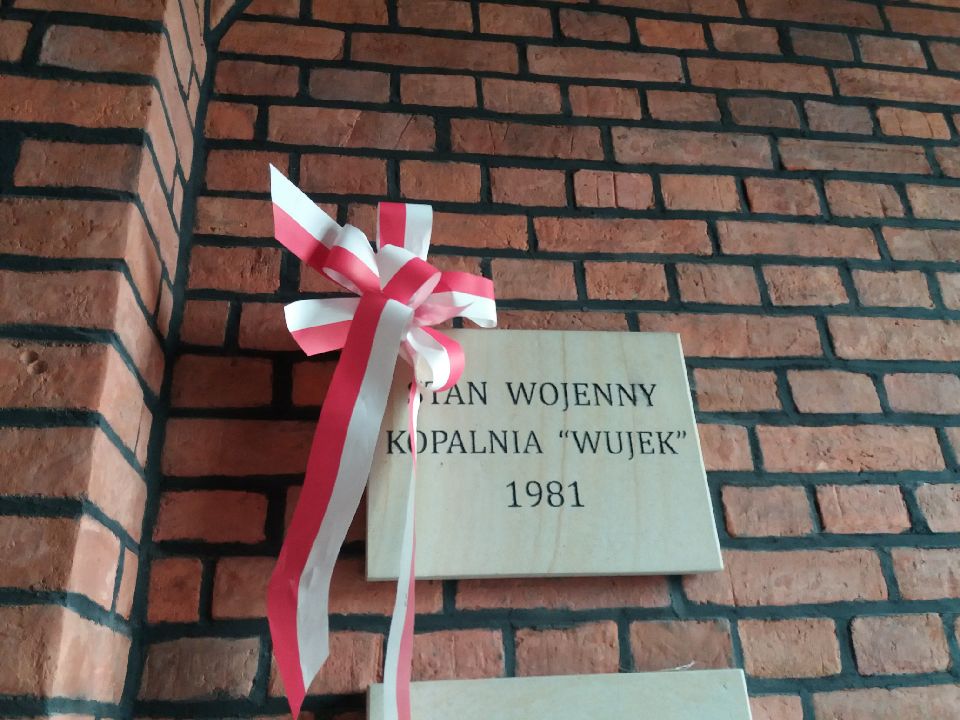 STAN WOJENNY
KOPALNIA “WUJEK”
1981